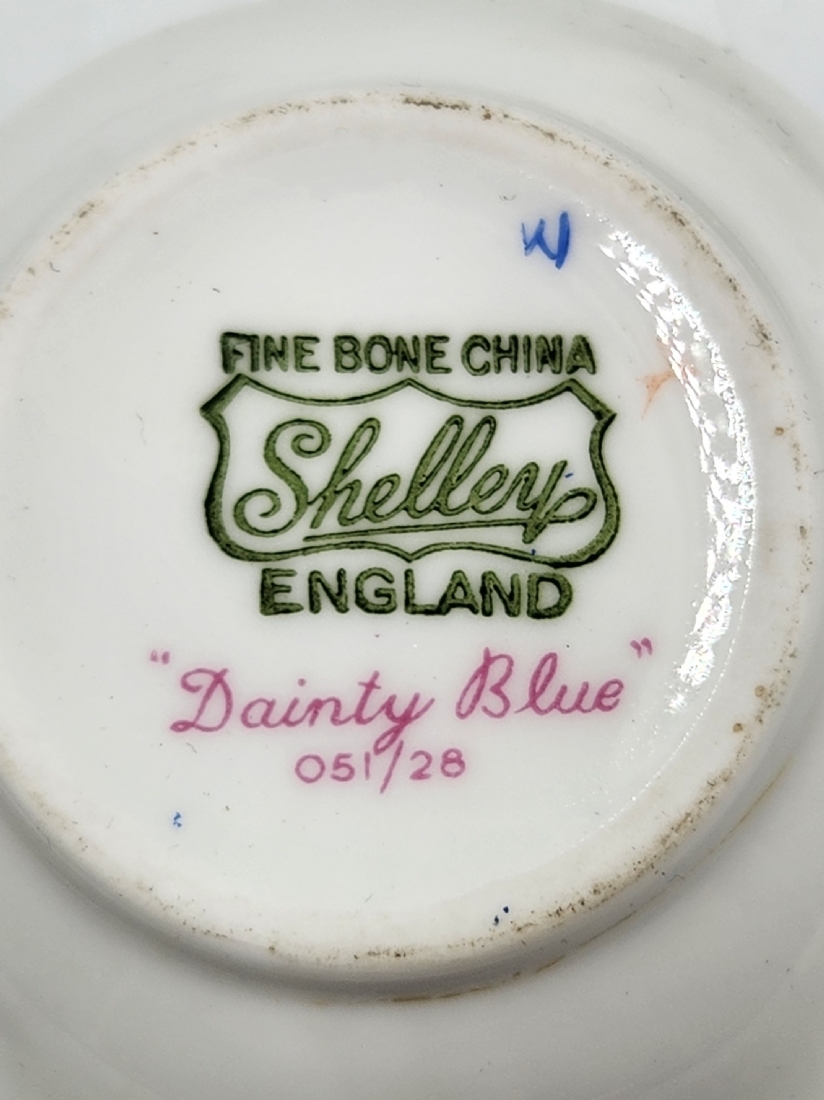 W
FINE BONE CHINA
Shelley
ENGLAND
"Dainty Blue"
051/28